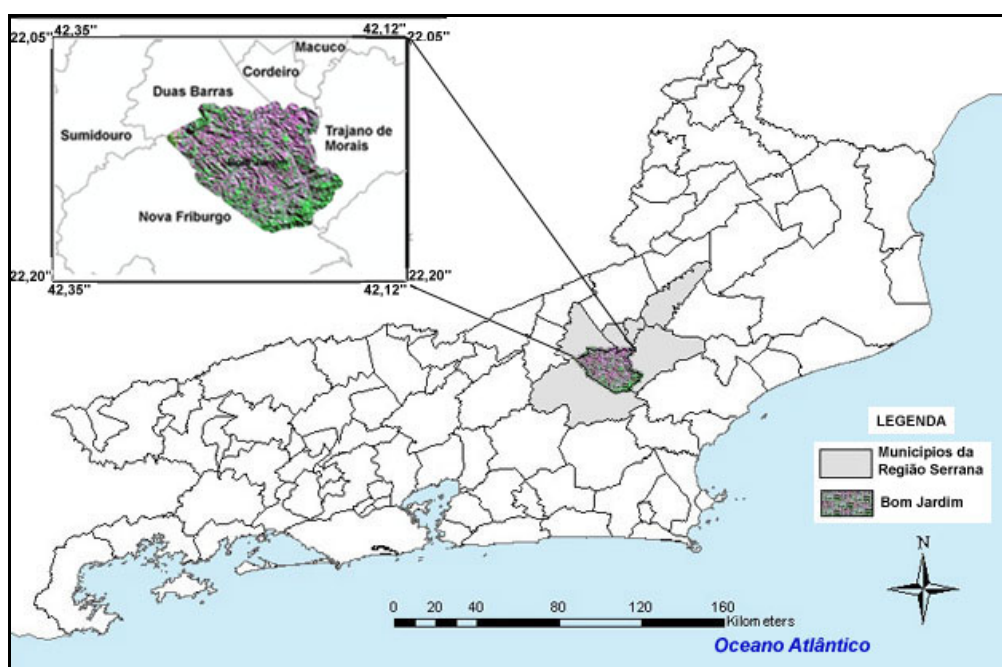 42,35"
42,12"
22,05"
22,05"
Macuco
Cordeiro
Duas Barras
Sumidouro
Trajano de
Morais
Nova Friburgo
22,20"
22,20"
42,35"
42,12"
LEGENDA
Municípios da
Região Serrana
Bom Jardim
N
0 20 40 80 120 160
Kilometers
Oceano Atlântico